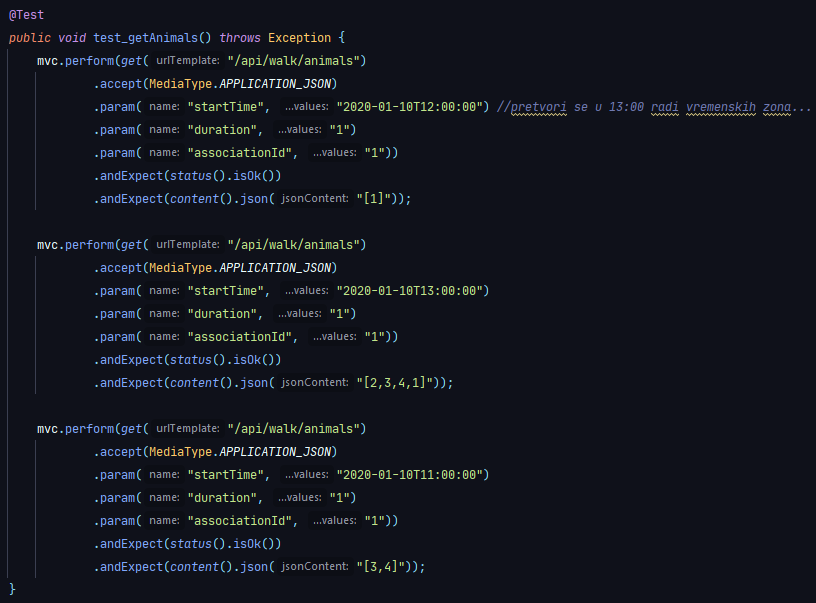 @Test
public void test_getAnimals() throws Exception {
mvc.perform(get( urlTemplate: "/api/walk/animals")
.accept(MediaType.APPLICATION_JSON)
.param( name: "startTime", ...values: "2020-01-10T12:00:00") //pretvori se u 13:00 radi vremenskih zona...
.param( name: "duration", ...values: "1")
.param( name: "associationId", ...values: "1"))
.andExpect(status().isOk())
.andExpect(content().json( jsonContent: "[1]"));
mvc.perform(get( urlTemplate: "/api/walk/animals")
.accept(MediaType.APPLICATION_JSON)
.param( name: "startTime", ...values: "2020-01-10T13:00:00")
.param( name: "duration", ...values: "1")
.param( name: "associationId", ...values: "1"))
.andExpect(status().isOk())
.andExpect(content().json( jsonContent: "[2,3,4,1]"));
mvc.perform(get( urlTemplate: "/api/walk/animals")
.accept(MediaType.APPLICATION_JSON)
.param( name: "startTime", ...values: "2020-01-10T11:00:00")
.param( name: "duration", ...values: "1")
.param( name: "associationId", ...values: "1"))
.andExpect(status().isOk())
.andExpect(content().json( jsonContent: "[3,4]"));
}